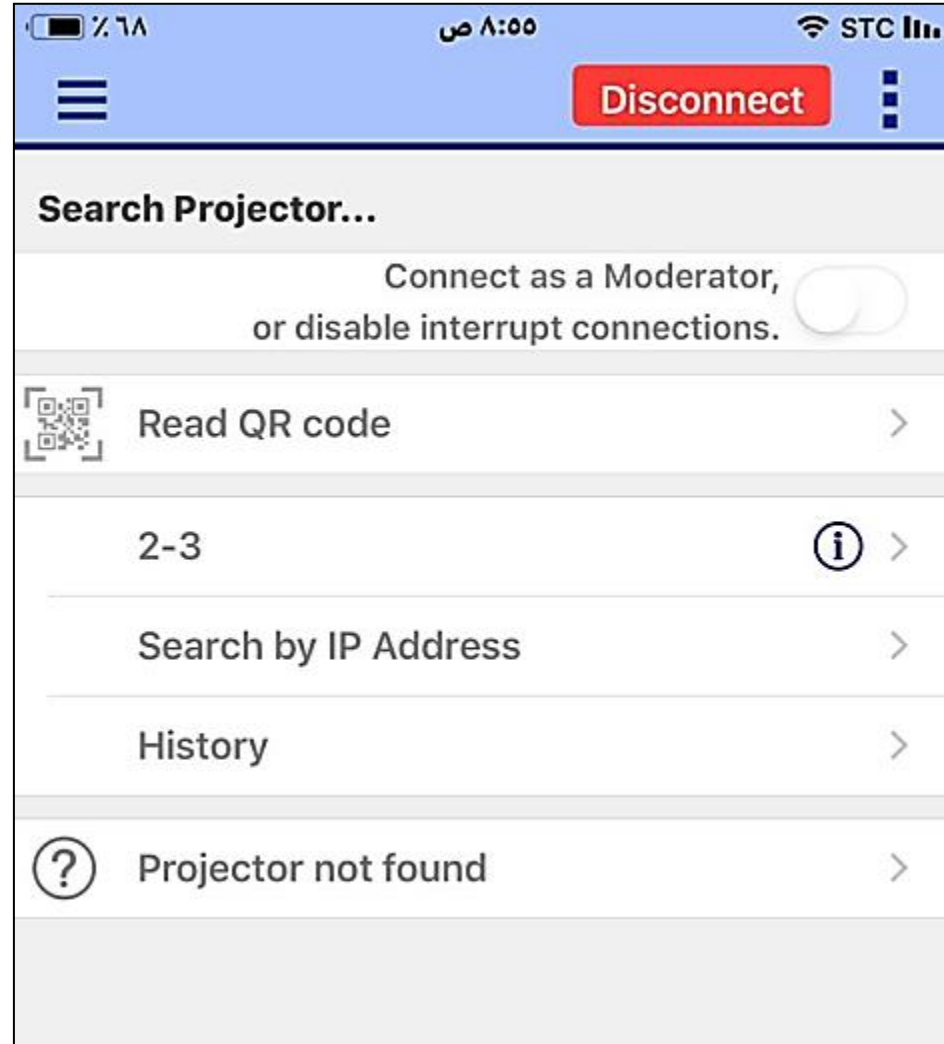 ٪ ٦٨ ٨:٥٥ ص STC
Disconnect
Search Projector...
Connect as a Moderator,
or disable interrupt connections.
Read QR code
2-3
Search by IP Address
History
Projector not found